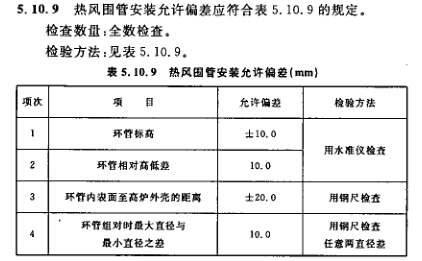 5.10.9 热风围管安装允许偏差应符合表 5.10.9 的规定。
检查数量:全数检查。
检验方法:见表 5.10.9。
表 5.10.9 热风围管安装允许偏差(mm)
项次 项 目 允许偏差 检验方法
1 环管标高 ±10.0 用水准仪检查
2 环管相对高低差 10.0
3 环管内表面至高炉外壳的距离 ±20.0 用钢尺检查
4 环管组对时最大直径与 10.0 用钢尺检查
最小直径之差 任意两直径差